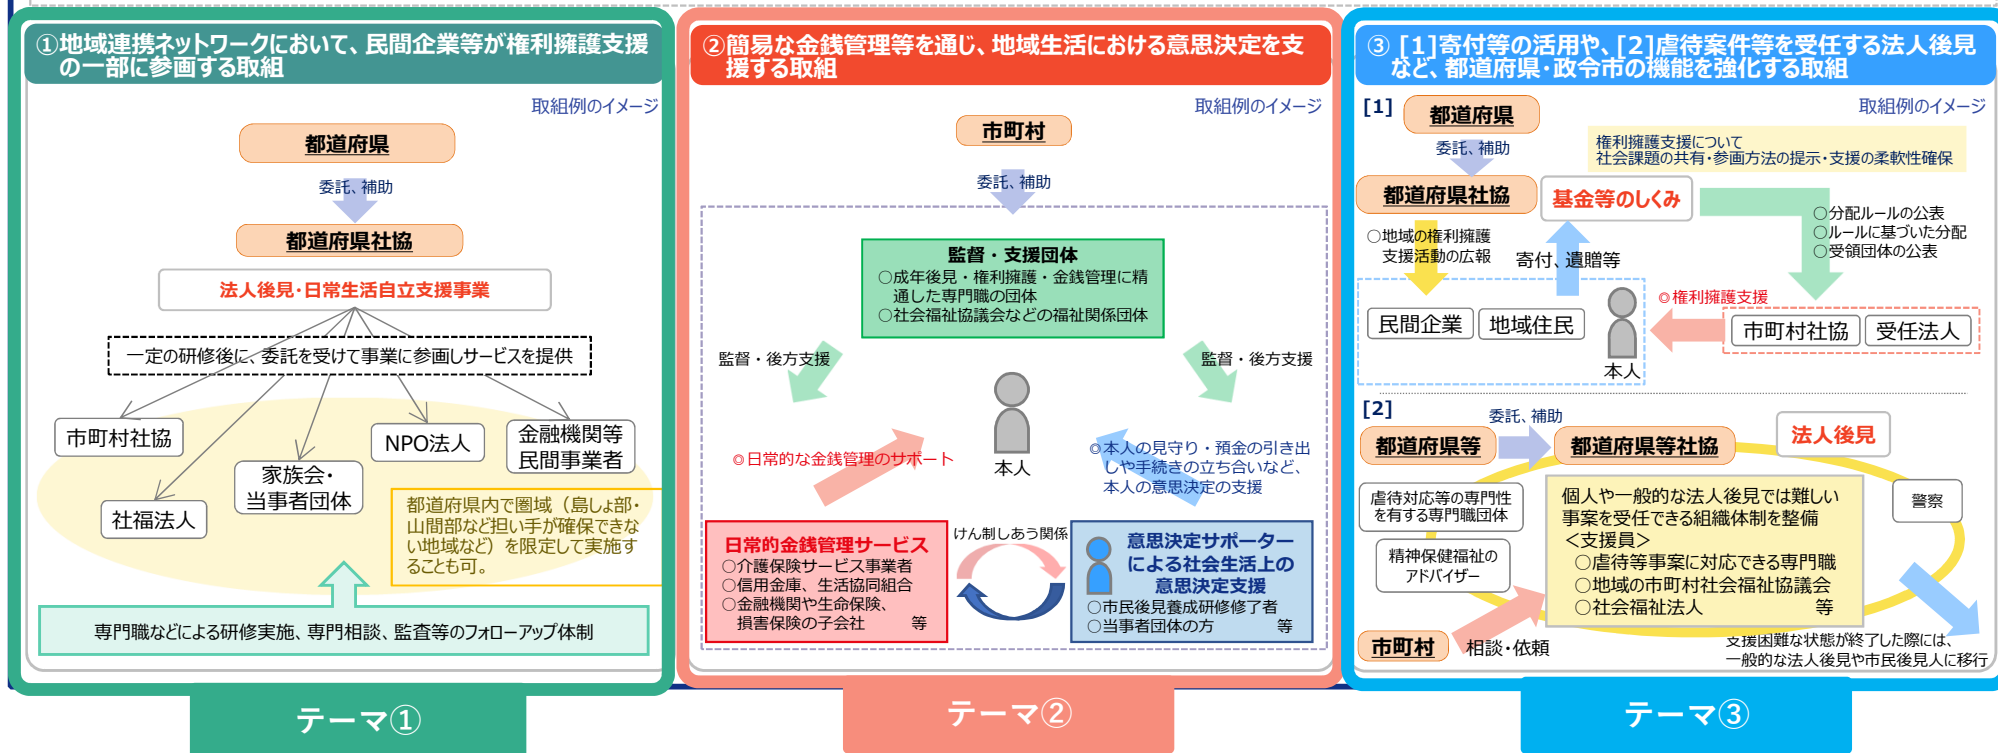 ①地域連携ネットワークにおいて、民間企業等が権利擁護支援
の一部に参画する取組
取組例のイメージ
都道府県
委託、補助
都道府県社協
法人後見・日常生活自立支援事業
一定の研修後に、委託を受けて事業に参画しサービスを提供
市町村社協
社福法人
家族会・
当事者団体
NPO法人
金融機関等
民間事業者
都道府県内で圏域（島しょ部・
山間部など担い手が確保できな
い地域など）を限定して実施す
ることも可。
専門職などによる研修実施、専門相談、監査等のフォローアップ体制
テーマ①
②簡易な金銭管理等を通じ、地域生活における意思決定を支
援する取組
取組例のイメージ
市町村
委託、補助
監督・支援団体
○成年後見・権利擁護・金銭管理に精
通した専門職の団体
○社会福祉協議会などの福祉関係団体
監督・後方支援
監督・後方支援
本人
◎日常的な金銭管理のサポート
◎本人の見守り・預金の引き出
しや手続きの立ち合いなど、
本人の意思決定の支援
日常的金銭管理サービス
○介護保険サービス事業者
○信用金庫、生活協同組合
○金融機関や生命保険、
損害保険の子会社 等
けん制しあう関係
意思決定サポーター
による社会生活上の
意思決定支援
○市民後見養成研修修了者
○当事者団体の方 等
テーマ②
③ [1]寄付等の活用や、[2]虐待案件等を受任する法人後見
など、都道府県・政令市の機能を強化する取組
取組例のイメージ
[1]
都道府県
委託、補助
権利擁護支援について
社会課題の共有・参画方法の提示・支援の柔軟性確保
都道府県社協
基金等のしくみ
○地域の権利擁護
支援活動の広報
寄付、遺贈等
○分配ルールの公表
○ルールに基づいた分配
○受領団体の公表
民間企業
地域住民
本人
◎権利擁護支援
市町村社協
受任法人
[2]
都道府県等
委託、補助
都道府県等社協
法人後見
虐待対応等の専門性
を有する専門職団体
精神保健福祉の
アドバイザー
個人や一般的な法人後見では難しい
事案を受任できる組織体制を整備
＜支援員＞
○虐待等事案に対応できる専門職
○地域の市町村社会福祉協議会
○社会福祉法人 等
警察
市町村
相談・依頼
支援困難な状態が終了した際には、
一般的な法人後見や市民後見人に移行
テーマ③